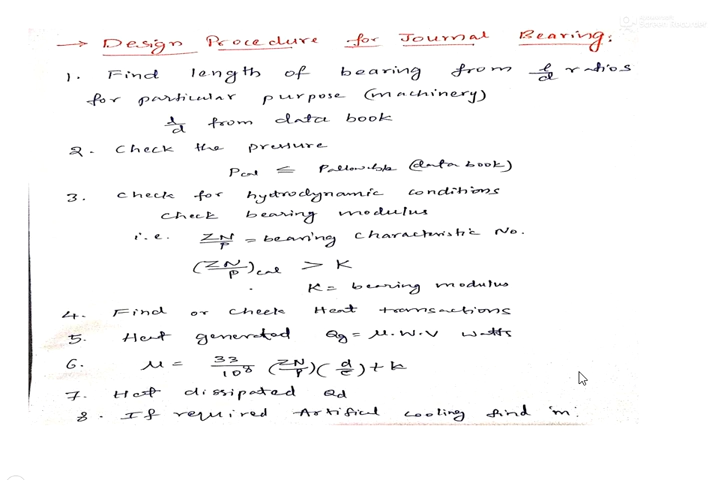 → Design Procedure for Journal Bearing:
1. Find length of bearing from l/d ratios
for particular purpose (machinery)
l/d from data book
2. Check the pressure
Pcal ≤ Pallowable (data book)
3. Check for hydrodynamic conditions
Check bearing modulus
i.e. ZN/P = bearing characteristic No.
(ZN/P)cal > K
K = bearing modulus
4. Find or check Heat transactions
5. Heat generated Qg = μ.W.V watts
6. μ = 33/10⁸ (ZN/P)(d/c) + k
7. Heat dissipated Qd
8. If required Artifical cooling find 'm'